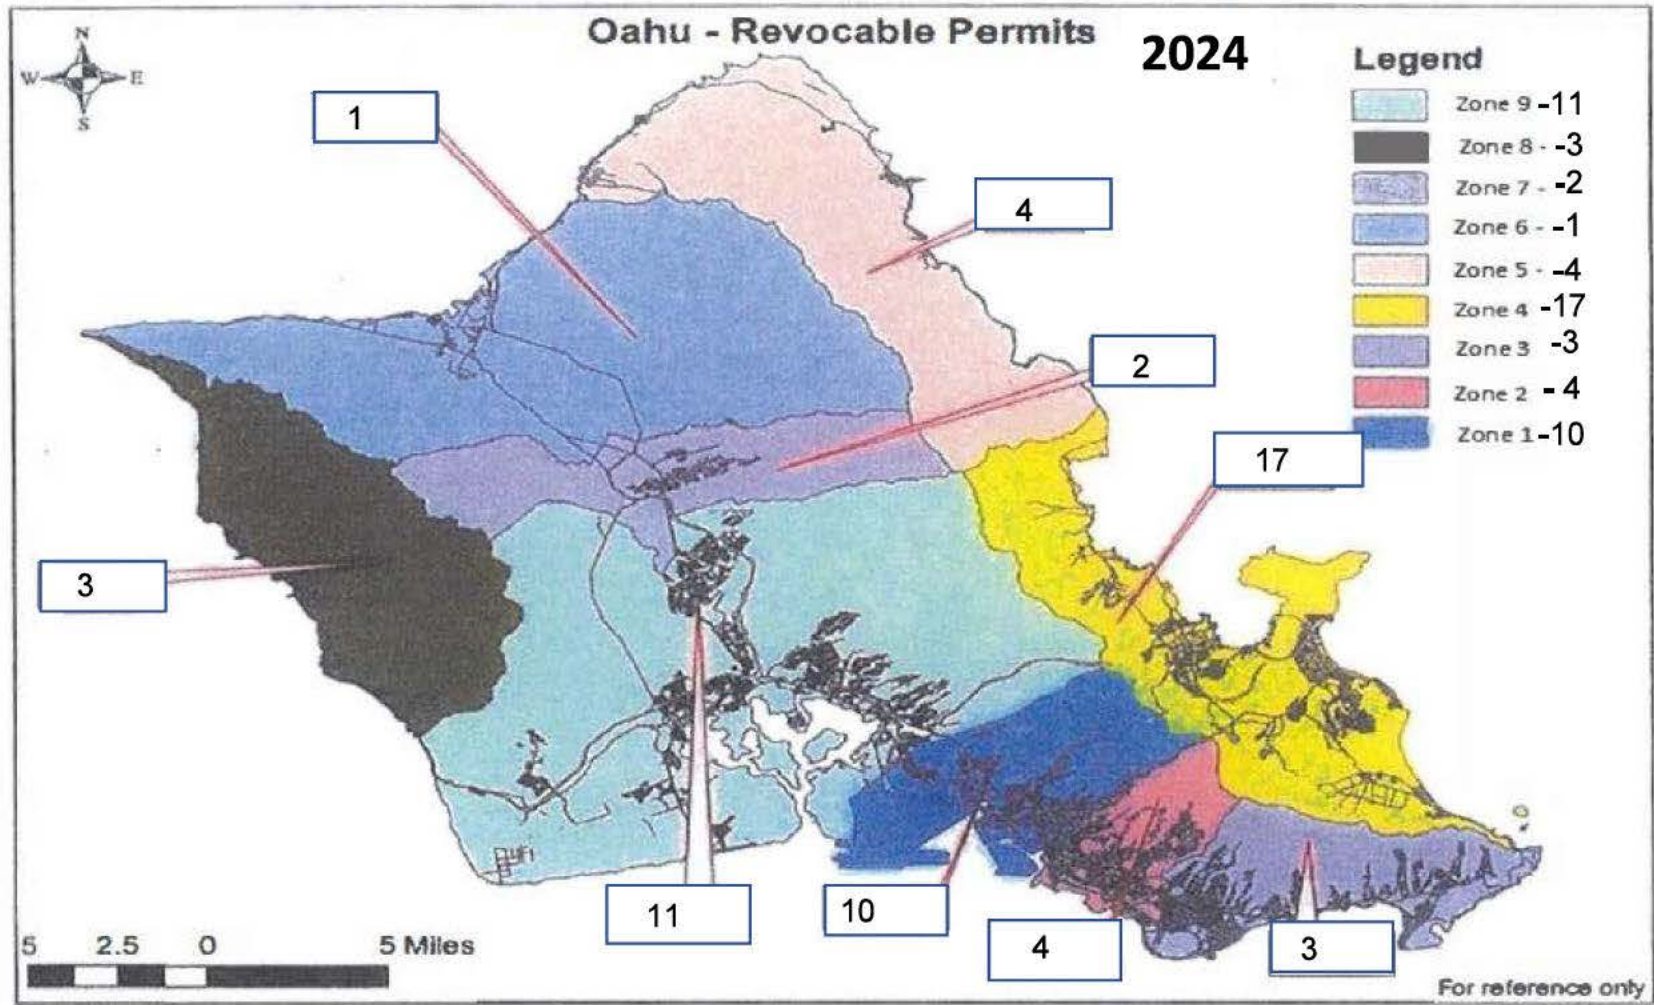 Oahu - Revocable Permits 2024
N
W E
S
Legend
Zone 9 -11
Zone 8 - -3
Zone 7 - -2
Zone 6 - -1
Zone 5 - -4
Zone 4 -17
Zone 3 -3
Zone 2 - 4
Zone 1 -10
1
4
2
17
3
11
10
4
3
5 2.5 0 5 Miles
For reference only